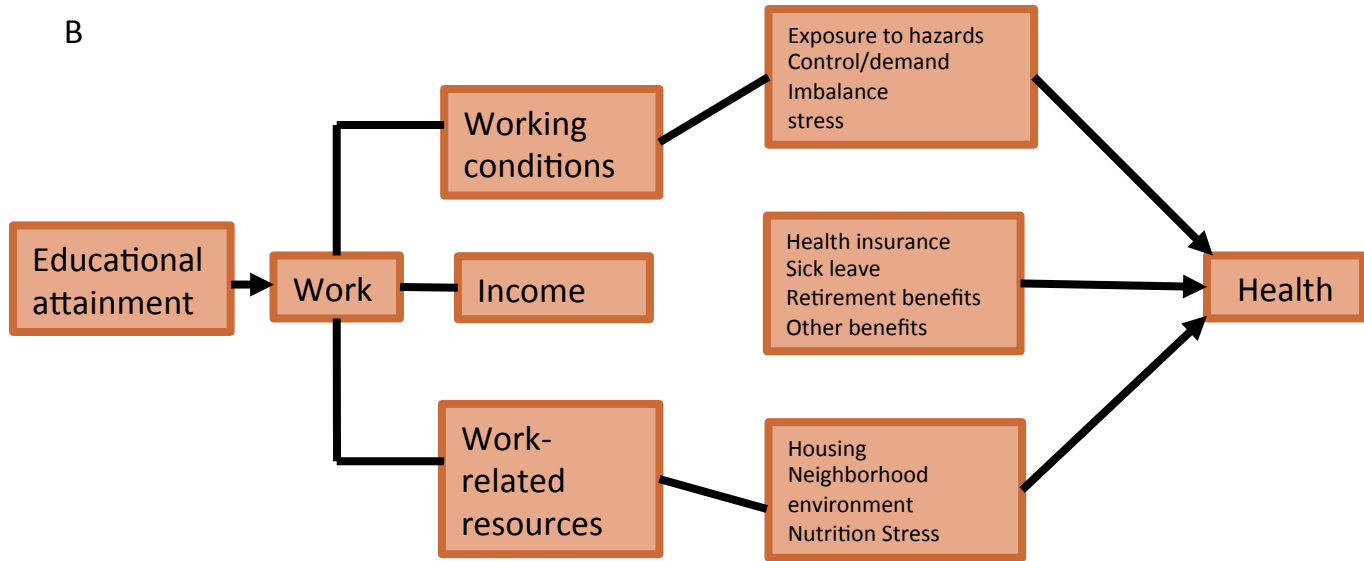 B
Exposure to hazards
Control/demand
Imbalance
stress
Working
conditions
Health insurance
Sick leave
Retirement benefits
Other benefits
Educational
attainment
Work
Income
Health
Work-
related
resources
Housing
Neighborhood
environment
Nutrition Stress